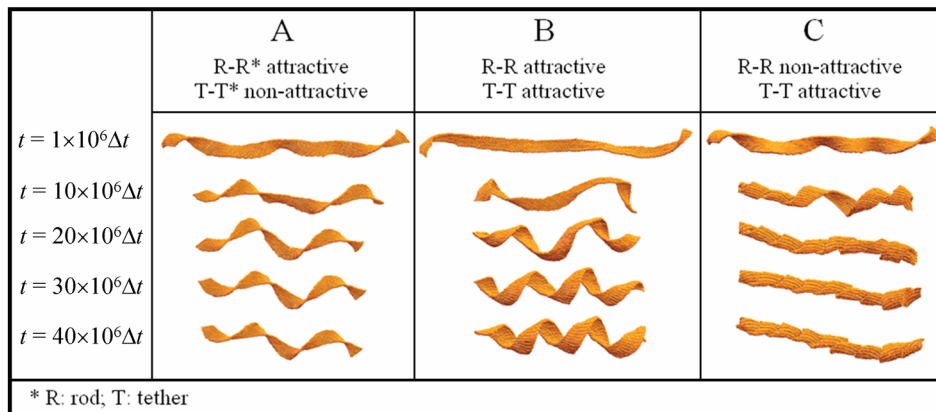 A
R-R* attractive
T-T* non-attractive
B
R-R attractive
T-T attractive
C
R-R non-attractive
T-T attractive
t = 1×10⁶Δt
t = 10×10⁶Δt
t = 20×10⁶Δt
t = 30×10⁶Δt
t = 40×10⁶Δt
* R: rod; T: tether